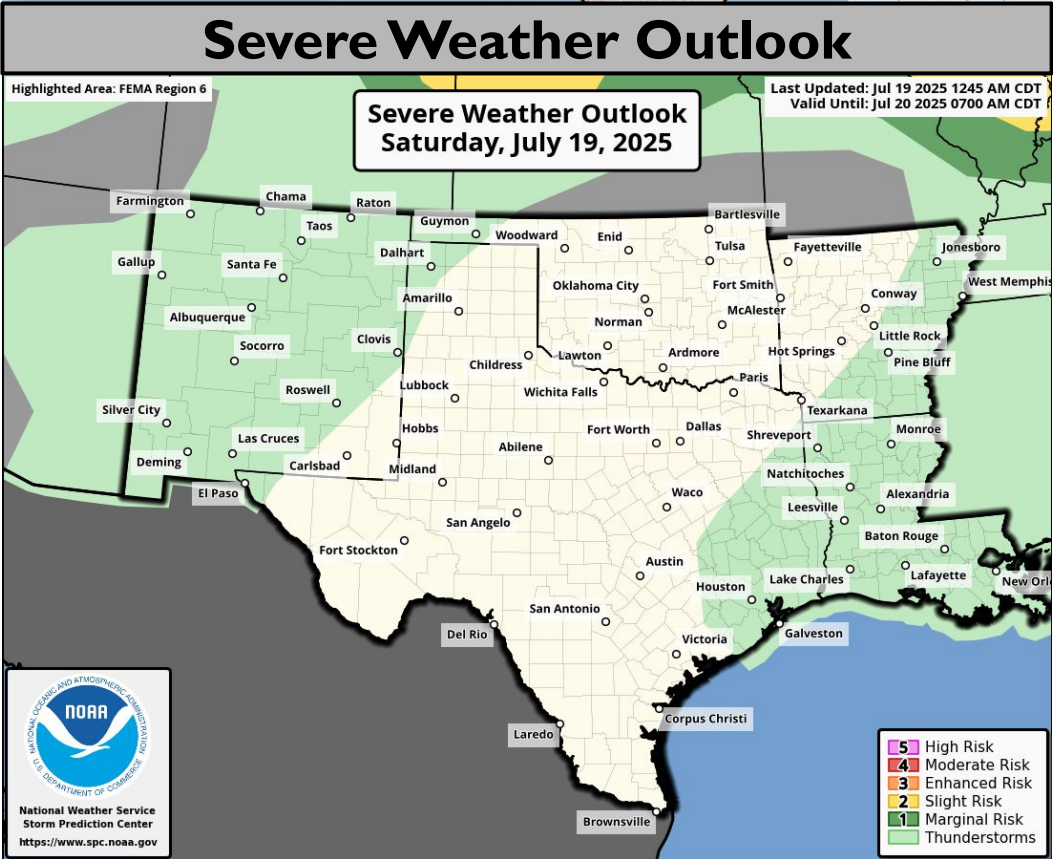 Severe Weather Outlook
Highlighted Area: FEMA Region 6
Last Updated: Jul 19 2025 1245 AM CDT
Valid Until: Jul 20 2025 0700 AM CDT
Severe Weather Outlook
Saturday, July 19, 2025
Farmington
Chama
Raton
Taos
Guymon
Woodward
Enid
Bartlesville
Tulsa
Fayetteville
Jonesboro
Gallup
Santa Fe
Dalhart
Oklahoma City
Fort Smith
West Memphis
Albuquerque
Amarillo
Norman
McAlester
Conway
Socorro
Clovis
Childress
Lawton
Ardmore
Hot Springs
Little Rock
Pine Bluff
Roswell
Lubbock
Wichita Falls
Paris
Texarkana
Silver City
Las Cruces
Hobbs
Abilene
Fort Worth
Dallas
Shreveport
Monroe
Deming
Carlsbad
Midland
Natchitoches
El Paso
Waco
Leesville
Alexandria
San Angelo
Fort Stockton
Baton Rouge
Austin
Houston
Lake Charles
Lafayette
New Orl
San Antonio
Del Rio
Victoria
Galveston
Laredo
Corpus Christi
Brownsville
NATIONAL OCEANIC AND ATMOSPHERIC ADMINISTRATION
NOAA
U.S. DEPARTMENT OF COMMERCE
National Weather Service
Storm Prediction Center
https://www.spc.noaa.gov
5 High Risk
4 Moderate Risk
3 Enhanced Risk
2 Slight Risk
1 Marginal Risk
Thunderstorms